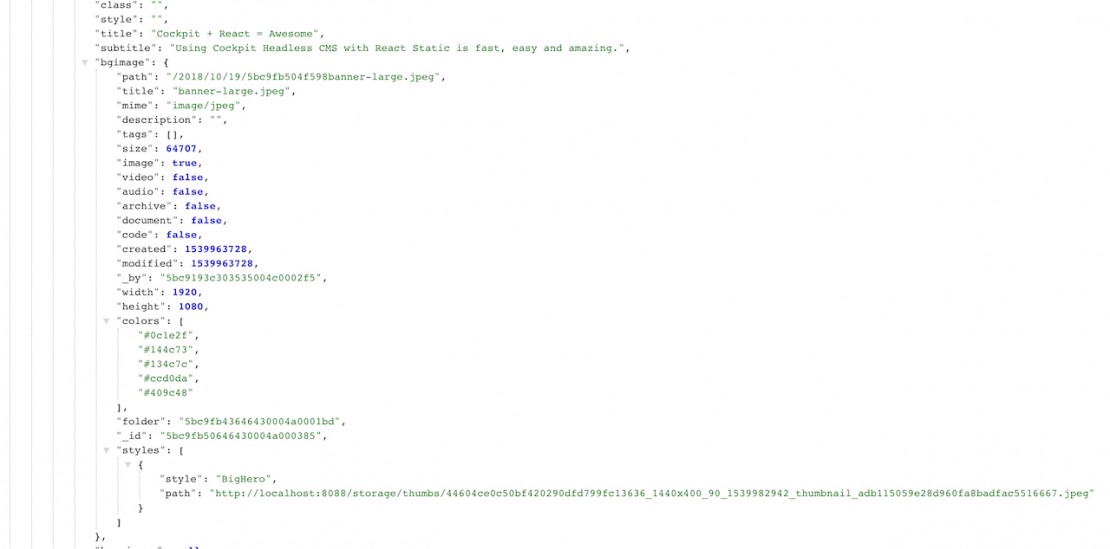 "class": "",
"style": "",
"title": "Cockpit + React = Awesome",
"subtitle": "Using Cockpit Headless CMS with React Static is fast, easy and amazing.",
"bgimage": {
"path": "/2018/10/19/5bc9fb504f598banner-large.jpeg",
"title": "banner-large.jpeg",
"mime": "image/jpeg",
"description": "",
"tags": [],
"size": 64707,
"image": true,
"video": false,
"audio": false,
"archive": false,
"document": false,
"code": false,
"created": 1539963728,
"modified": 1539963728,
"_by": "5bc9193c303535004c0002f5",
"width": 1920,
"height": 1080,
"colors": [
"#0c1e2f",
"#144c73",
"#134c7c",
"#ccd0da",
"#409c48"
],
"folder": "5bc9fb43646430004a0001bd",
"_id": "5bc9fb50646430004a000385",
"styles": [
{
"style": "BigHero",
"path": "http://localhost:8088/storage/thumbs/44604ce0c50bf420290dfd799fc13636_1440x400_90_1539982942_thumbnail_adb115059e28d960fa8badfac5516667.jpeg"
}
]
},